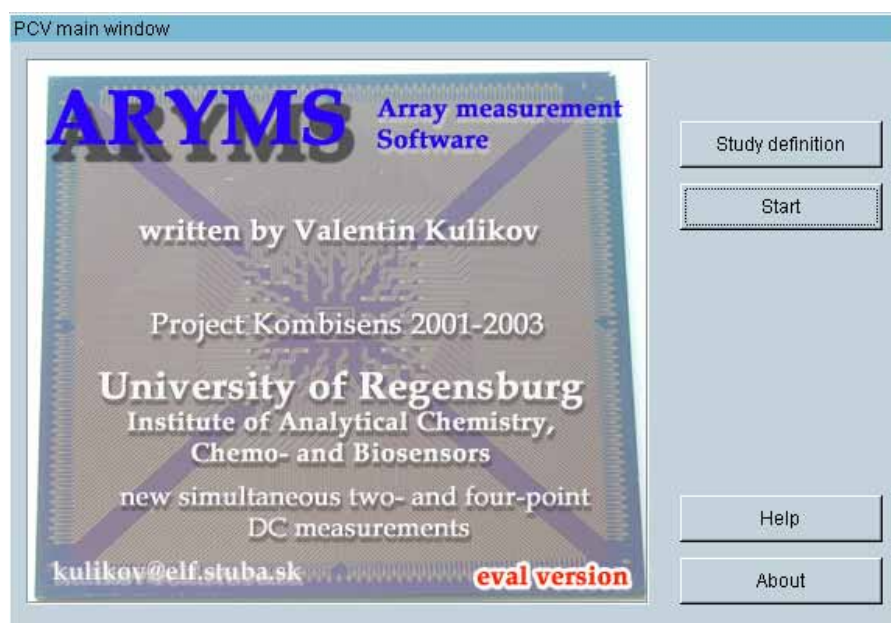 PCV main window
ARYMS
Array measurement
Software
written by Valentin Kulikov
Project Kombisens 2001-2003
University of Regensburg
Institute of Analytical Chemistry,
Chemo- and Biosensors
new simultaneous two- and four-point
DC measurements
kulikov@elf.stuba.sk
eval version
Study definition
Start
Help
About